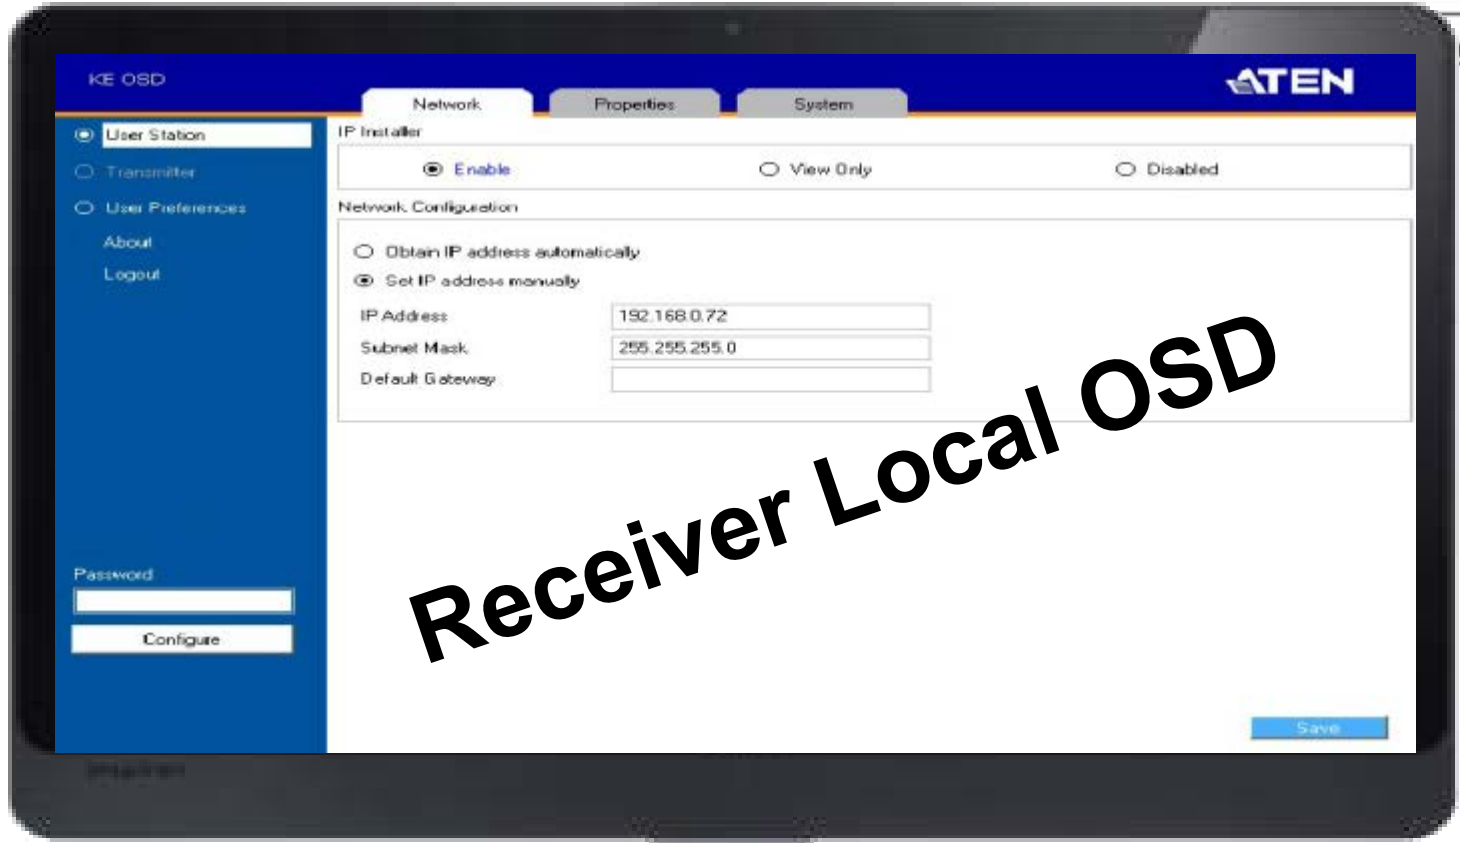 KE OSD
ATEN
Network Properties System
User Station
Transmitter
User Preferences
About
Logout
Password
Configure
IP Installer
Enable View Only Disabled
Network Configuration
Obtain IP address automatically
Set IP address manually
IP Address 192.168.0.72
Subnet Mask 255.255.255.0
Default Gateway
Receiver Local OSD
Save